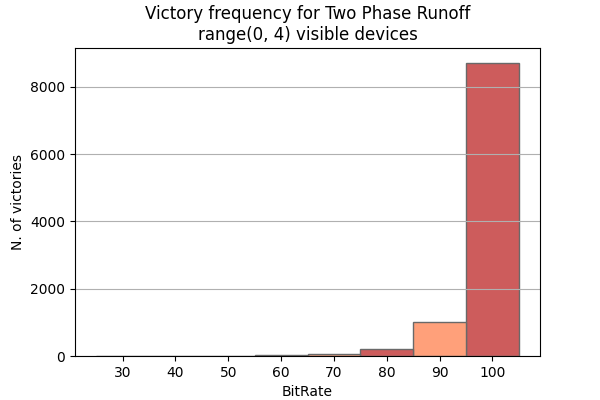 Victory frequency for Two Phase Runoff
range(0, 4) visible devices
N. of victories
8000
6000
4000
2000
0
30 40 50 60 70 80 90 100
BitRate